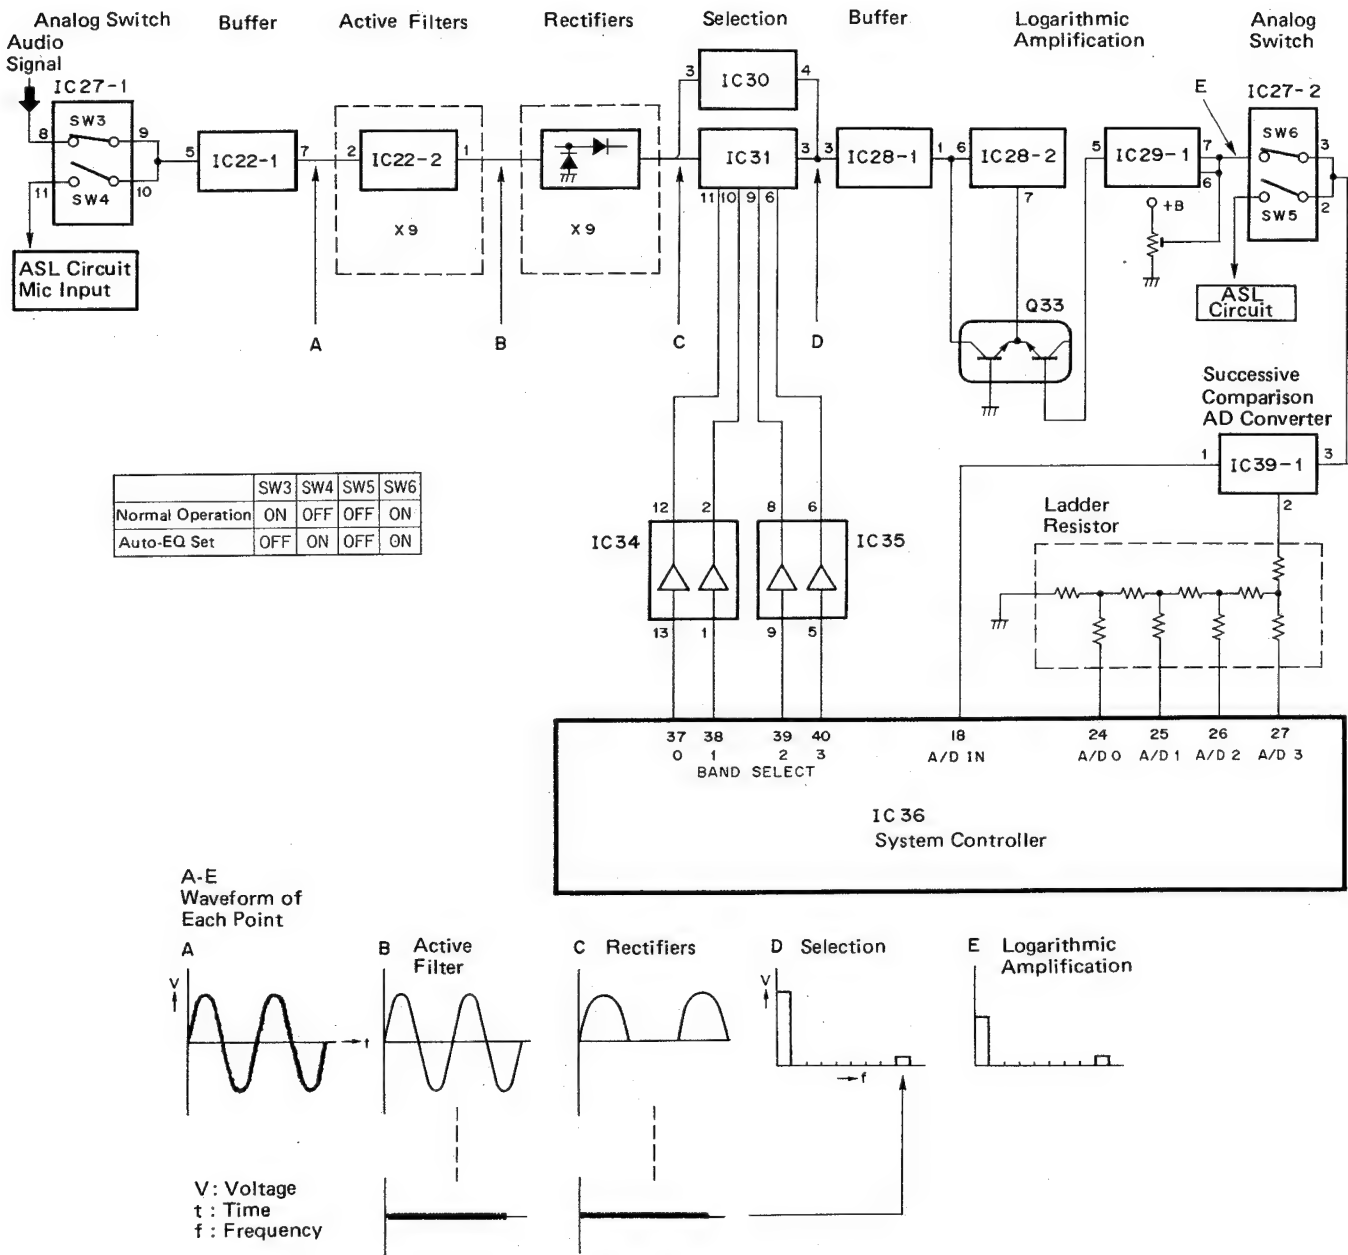 Analog Switch
Buffer
Active Filters
Rectifiers
Selection
Buffer
Logarithmic
Amplification
Analog
Switch
Audio
Signal
IC27-1
SW3
8
9
11
10
SW4
ASL Circuit
Mic Input
5
IC22-1
7
2
IC22-2
1
X9
X9
3
IC30
4
IC31
3
11
10
9
6
3
IC28-1
1
6
IC28-2
7
5
IC29-1
7
6
+B
E
IC27-2
SW6
3
SW5
2
ASL
Circuit
Q33
A
B
C
D
Successive
Comparison
AD Converter
1
IC39-1
3
2
Ladder
Resistor
SW3 SW4 SW5 SW6
Normal Operation ON OFF OFF ON
Auto-EQ Set OFF ON OFF ON
12
2
8
6
IC34
IC35
13
1
9
5
37
38
39
40
18
24
25
26
27
0
1
2
3
A/D IN
A/D 0
A/D 1
A/D 2
A/D 3
BAND SELECT
IC36
System Controller
A-E
Waveform of
Each Point
A
V
t
B
Active
Filter
C
Rectifiers
D
Selection
V
f
E
Logarithmic
Amplification
V: Voltage
t : Time
f : Frequency